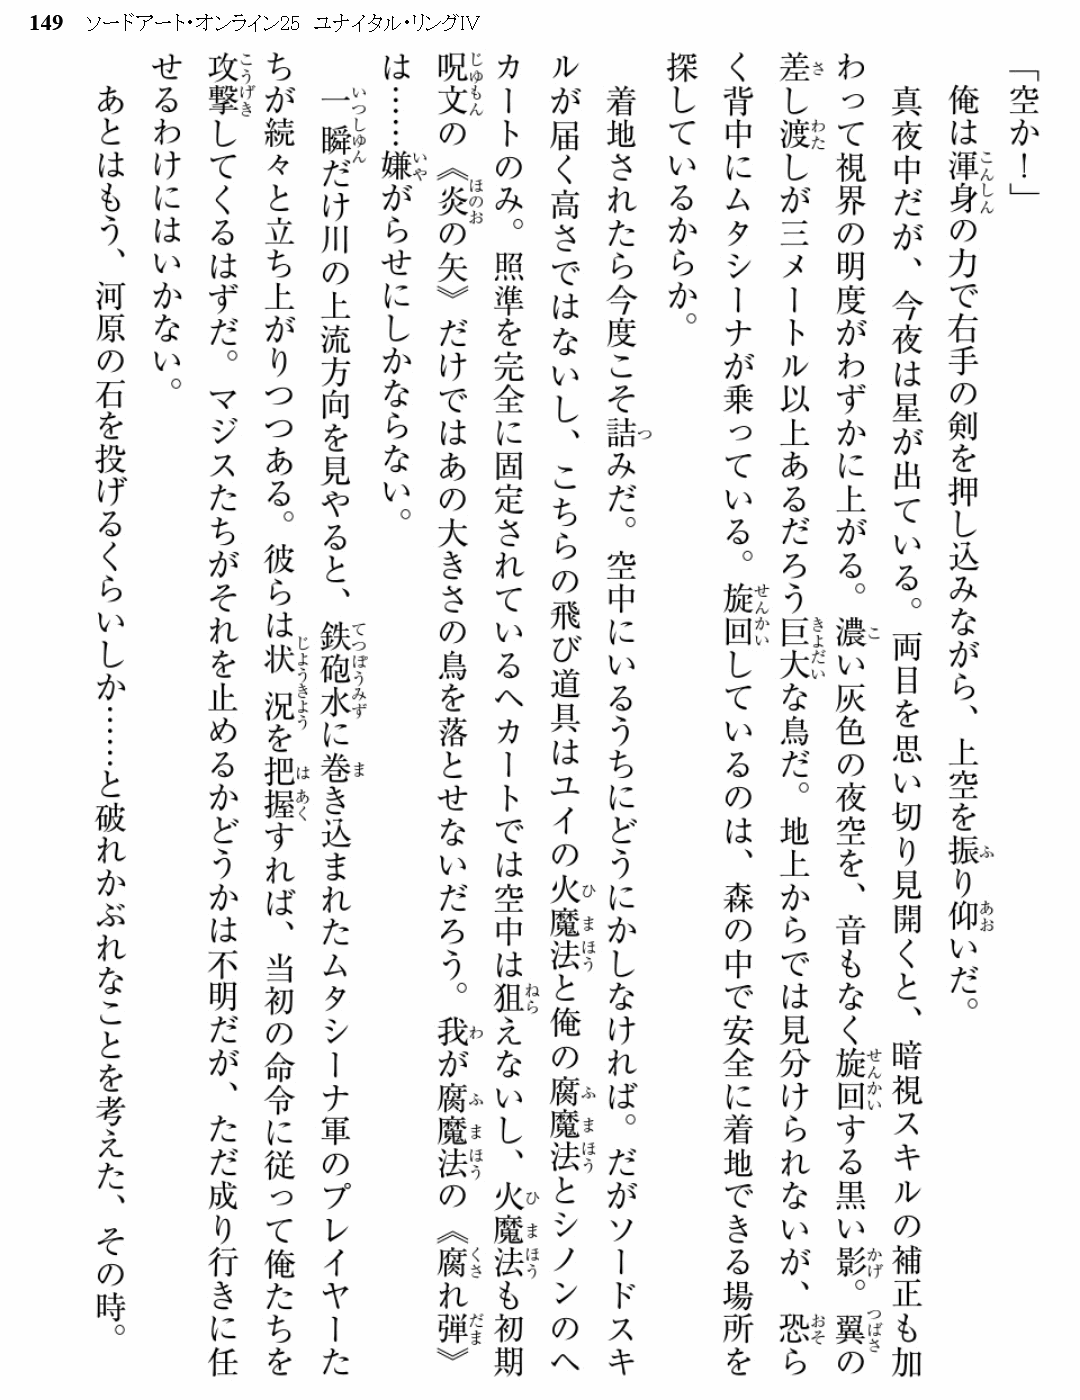 149 ソードアート・オンライン25 ユナイタル・リングⅣ
「空か！」
俺は渾身の力で右手の剣を押し込みながら、上空を振り仰いだ。
真夜中だが、今夜は星が出ている。両目を思い切り見開くと、暗視スキルの補正も加
わって視界の明度がわずかに上がる。濃い灰色の夜空を、音もなく旋回する黒い影。翼の
差し渡しが三メートル以上あるだろう巨大な鳥だ。地上からでは見分けられないが、恐ら
く背中にムタシーナが乗っている。旋回しているのは、森の中で安全に着地できる場所を
探しているからか。
着地されたら今度こそ詰みだ。空中にいるうちにどうにかしなければ。だがソードスキ
ルが届く高さではないし、こちらの飛び道具はユイの火魔法と俺の腐魔法とシノンのヘ
カートのみ。照準を完全に固定されているヘカートでは空中は狙えないし、火魔法も初期
呪文の《炎の矢》だけではあの大きさの鳥を落とせないだろう。我が腐魔法の《腐れ弾》
は……嫌がらせにしかならない。
一瞬だけ川の上流方向を見やると、鉄砲水に巻き込まれたムタシーナ軍のプレイヤーた
ちが続々と立ち上がりつつある。彼らは状況を把握すれば、当初の命令に従って俺たちを
攻撃してくるはずだ。マジスたちがそれを止めるかどうかは不明だが、ただ成り行きに任
せるわけにはいかない。
あとはもう、河原の石を投げるくらいしか……と破れかぶれなことを考えた、その時。